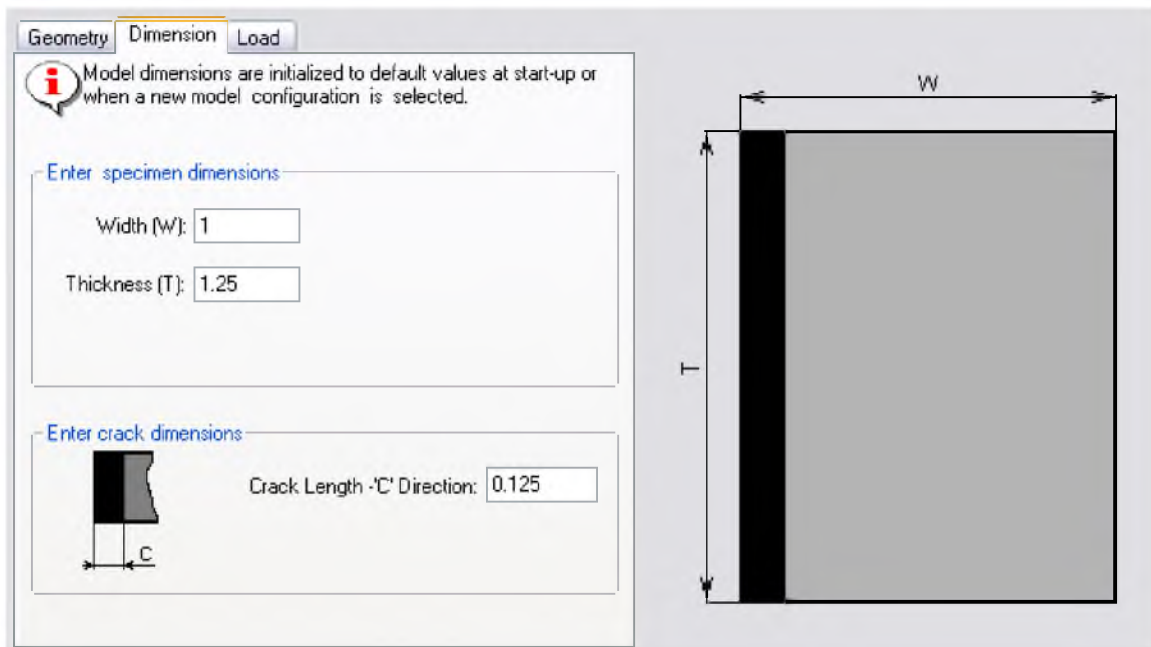 Geometry Dimension Load
Model dimensions are initialized to default values at start-up or
when a new model configuration is selected.
Enter specimen dimensions
Width (W): 1
Thickness (T): 1.25
Enter crack dimensions
Crack Length -'C' Direction: 0.125
C
W
T